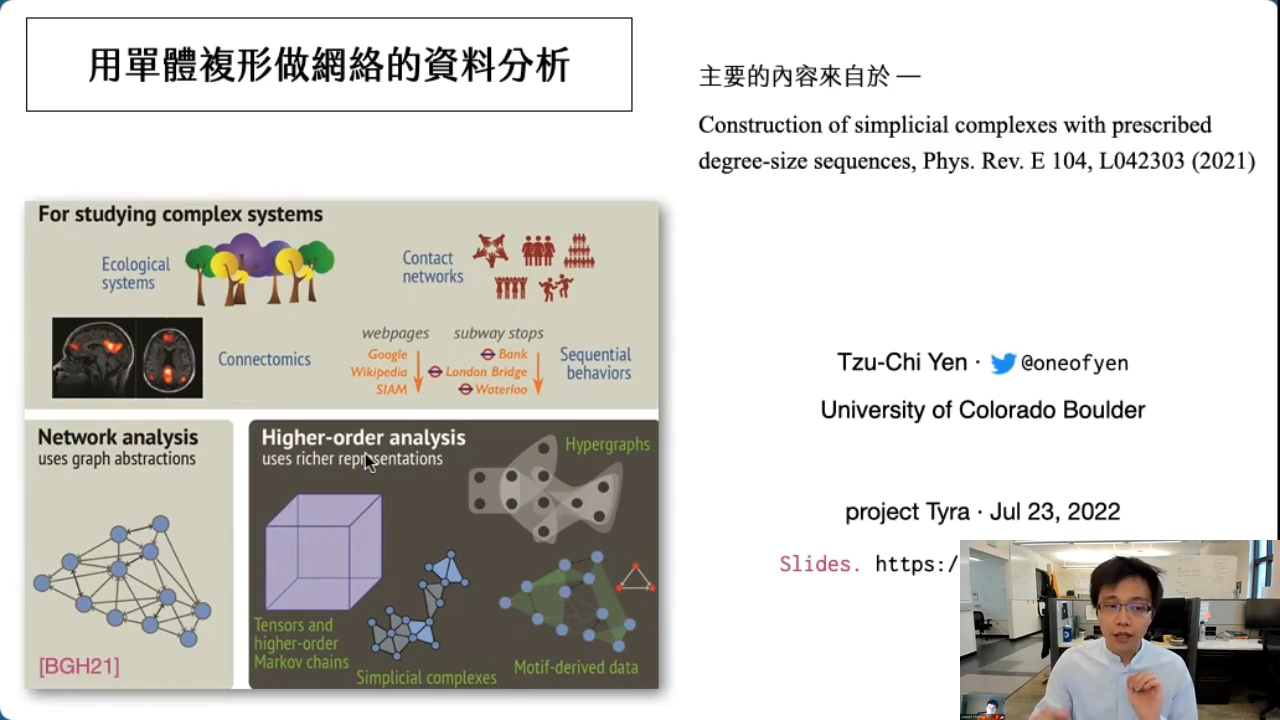 用單體複形做網絡的資料分析
主要的內容來自於 —
Construction of simplicial complexes with prescribed
degree-size sequences, Phys. Rev. E 104, L042303 (2021)
For studying complex systems
Ecological
systems
Contact
networks
Connectomics
webpages
Google
Wikipedia
SIAM
subway stops
Bank
London Bridge
Waterloo
Sequential
behaviors
Network analysis
uses graph abstractions
[BGH21]
Higher-order analysis
uses richer representations
Hypergraphs
Tensors and
higher-order
Markov chains
Simplicial complexes
Motif-derived data
Tzu-Chi Yen · @oneofyen
University of Colorado Boulder
project Tyra · Jul 23, 2022
Slides. https:/